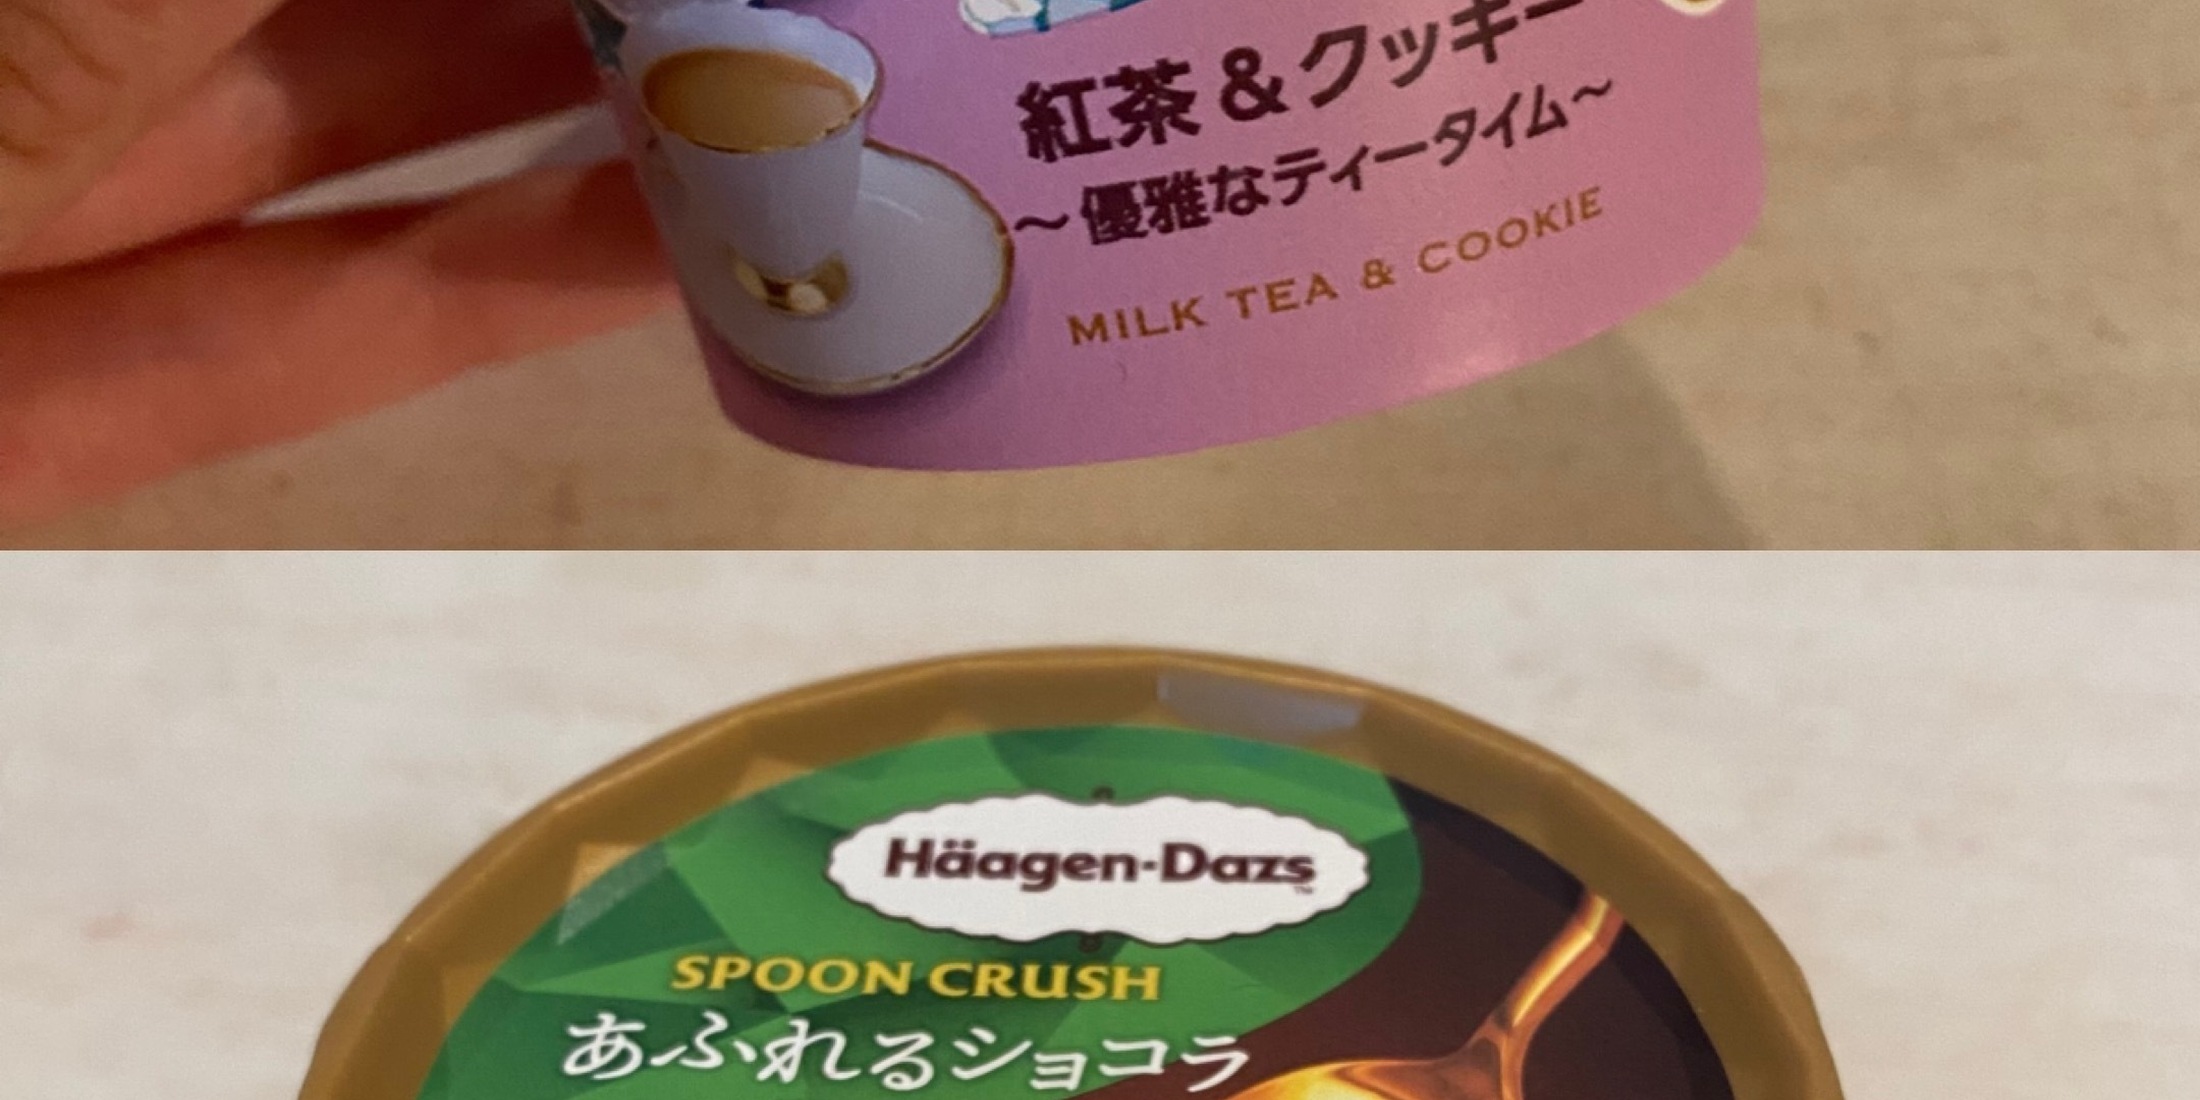 紅茶&クッキー
～優雅なティータイム～
MILK TEA & COOKIE
Häagen-Dazs
SPOON CRUSH
あふれるショコラ